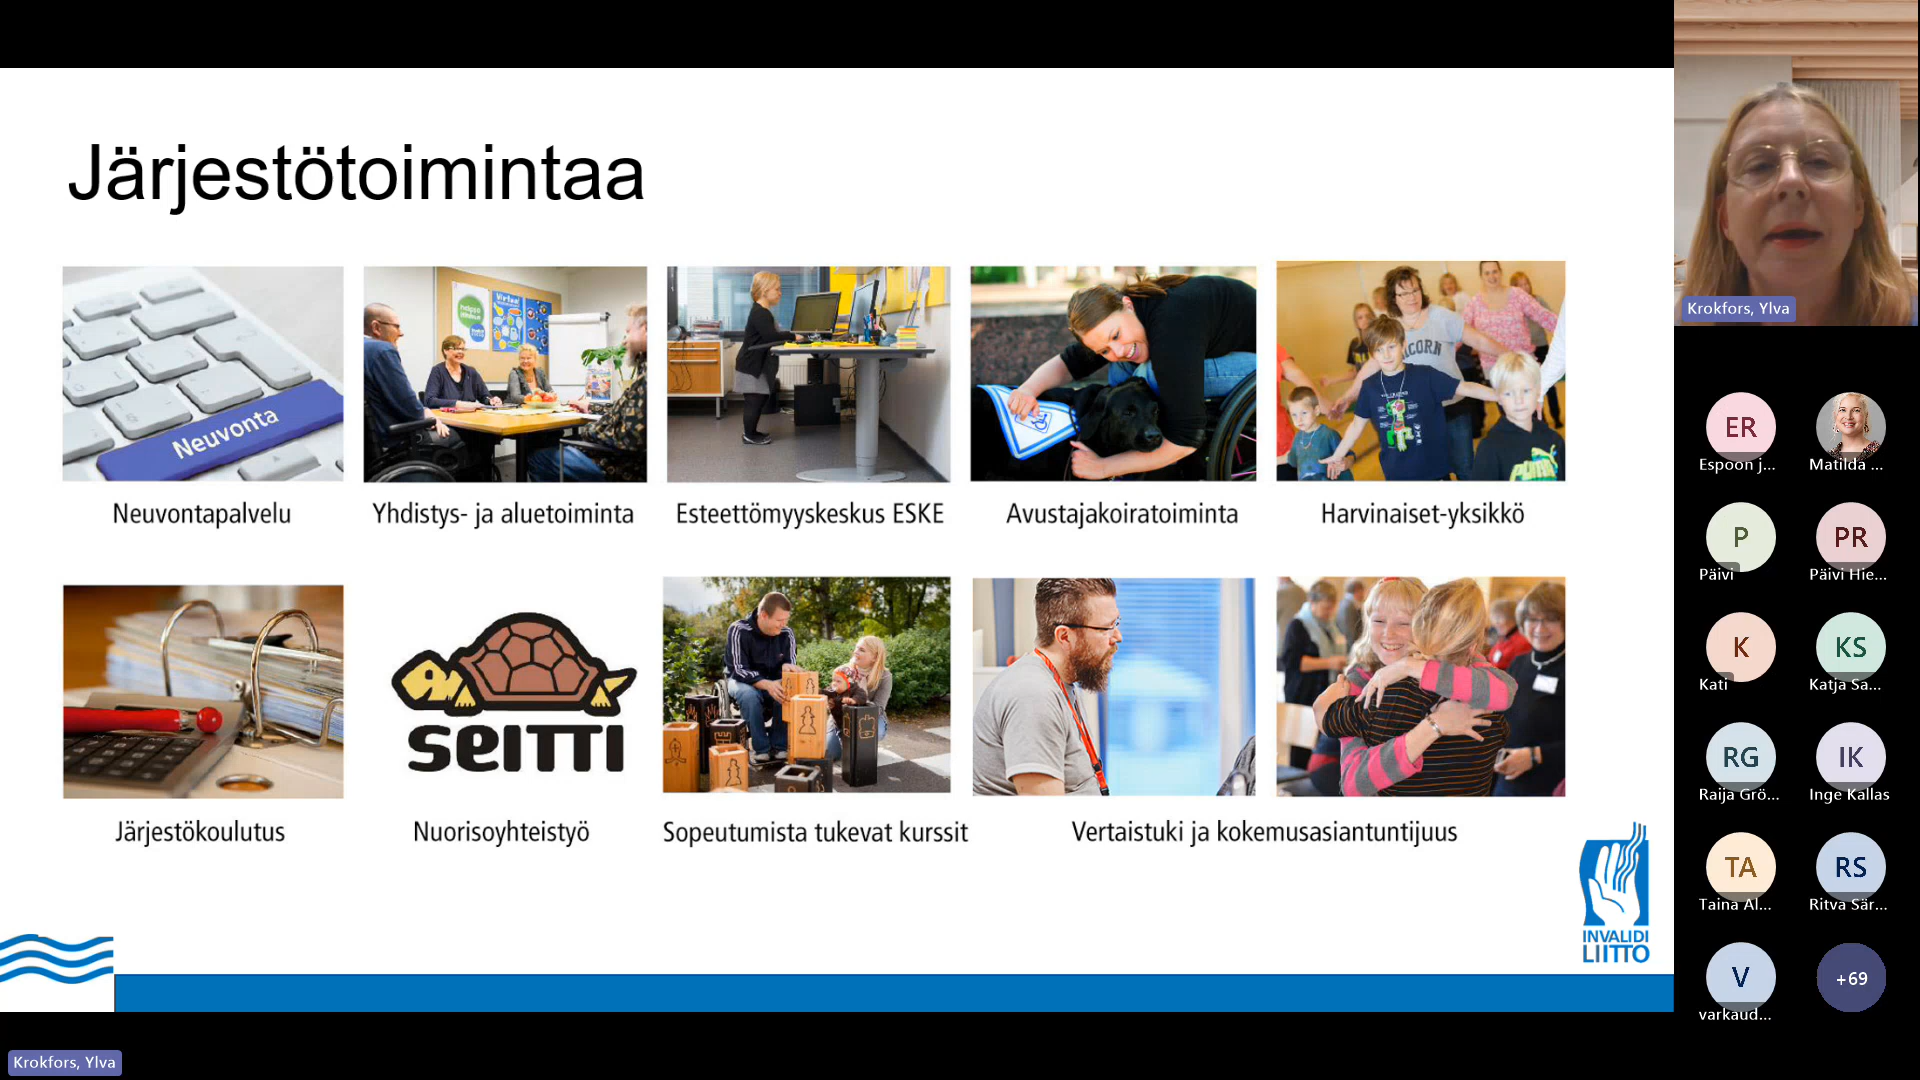 Järjestötoimintaa
Neuvonta
Neuvontapalvelu
Yhdistys- ja aluetoiminta
Esteettömyyskeskus ESKE
Avustajakoiratoiminta
Harvinaiset-yksikkö
seitti
Järjestökoulutus
Nuorisoyhteistyö
Sopeutumista tukevat kurssit
Vertaistuki ja kokemusasiantuntijuus
INVALIDI
LIITTO
Krokfors, Ylva
Krokfors, Ylva
ER
Espoon j...
Matilda ...
P
Päivi
PR
Päivi Hie...
K
Kati
KS
Katja Sa...
RG
Raija Grö...
IK
Inge Kallas
TA
Taina Al...
RS
Ritva Sär...
V
varkaud...
+69